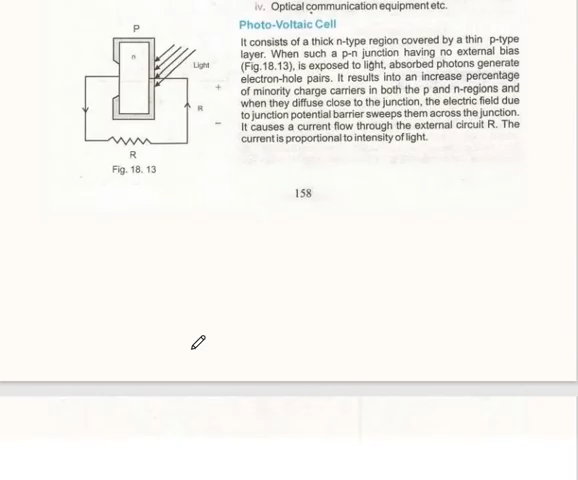 iv. Optical communication equipment etc.
Photo-Voltaic Cell
It consists of a thick n-type region covered by a thin p-type
layer. When such a p-n junction having no external bias
(Fig.18.13), is exposed to light, absorbed photons generate
electron-hole pairs. It results into an increase percentage
of minority charge carriers in both the p and n-regions and
when they diffuse close to the junction, the electric field due
to junction potential barrier sweeps them across the junction.
It causes a current flow through the external circuit R. The
current is proportional to intensity of light.
P
n
Light
+
R
–
R
Fig. 18. 13
158